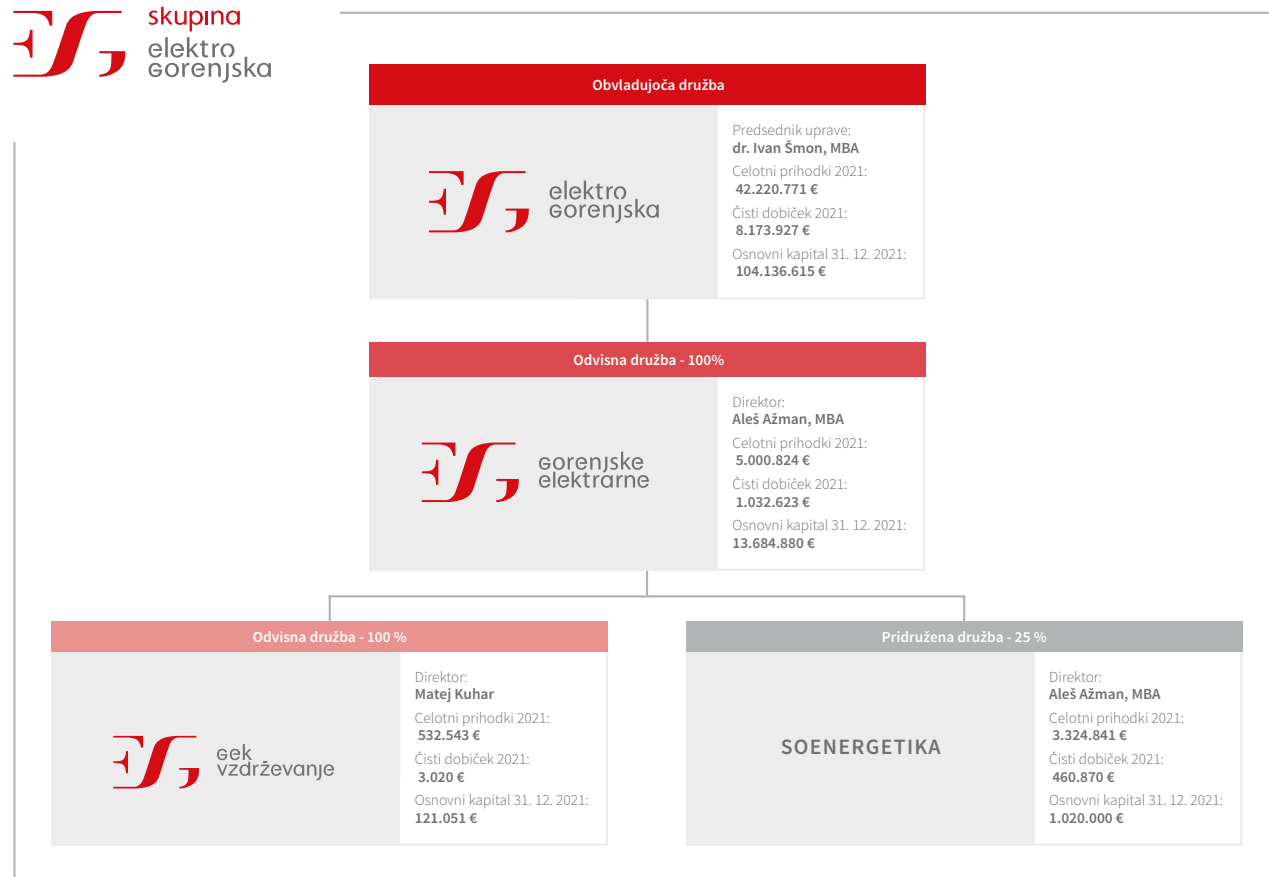 skupina
elektro
gorenjska
Obvladujoča družba
elektro
gorenjska
Predsednik uprave:
dr. Ivan Šmon, MBA
Celotni prihodki 2021:
42.220.771 €
Čisti dobiček 2021:
8.173.927 €
Osnovni kapital 31. 12. 2021:
104.136.615 €
Odvisna družba - 100%
gorenjske
elektrarne
Direktor:
Aleš Ažman, MBA
Celotni prihodki 2021:
5.000.824 €
Čisti dobiček 2021:
1.032.623 €
Osnovni kapital 31. 12. 2021:
13.684.880 €
Odvisna družba - 100 %
gek
vzdrževanje
Direktor:
Matej Kuhar
Celotni prihodki 2021:
532.543 €
Čisti dobiček 2021:
3.020 €
Osnovni kapital 31. 12. 2021:
121.051 €
Pridružena družba - 25 %
SOENERGETIKA
Direktor:
Aleš Ažman, MBA
Celotni prihodki 2021:
3.324.841 €
Čisti dobiček 2021:
460.870 €
Osnovni kapital 31. 12. 2021:
1.020.000 €